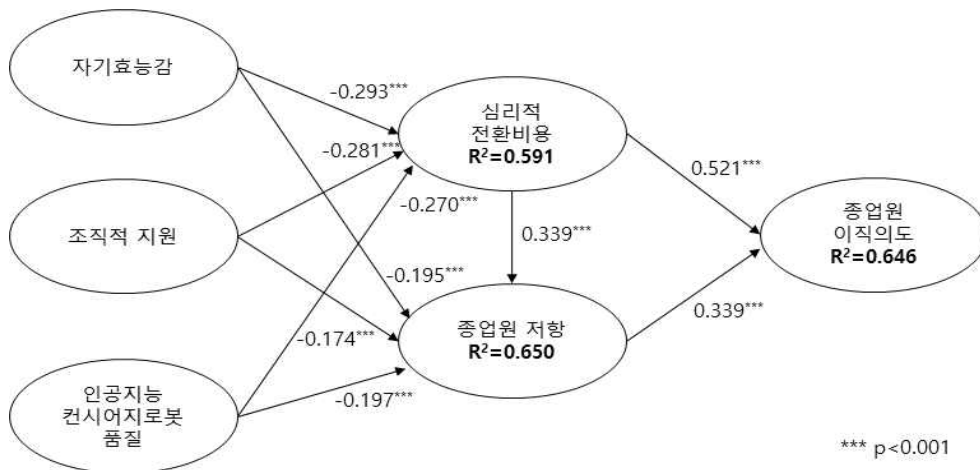 자기효능감
-0.293***
심리적
전환비용
R²=0.591
-0.281***
0.521***
-0.270***
조직적 지원
0.339***
종업원
이직의도
R²=0.646
-0.195***
0.339***
종업원 저항
R²=0.650
-0.174***
인공지능
컨시어지로봇
품질
-0.197***
*** p<0.001